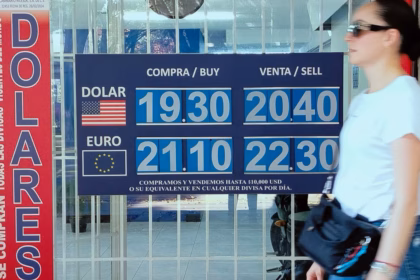 DOLARES
COMPRA / BUY
VENTA / SELL
DOLAR
19.30
20.40
EURO
21.10
22.30
COMPRAMOS Y VENDEMOS HASTA 110,000 USD
O SU EQUIVALENTE EN CUALQUIER DIVISA POR DÍA.